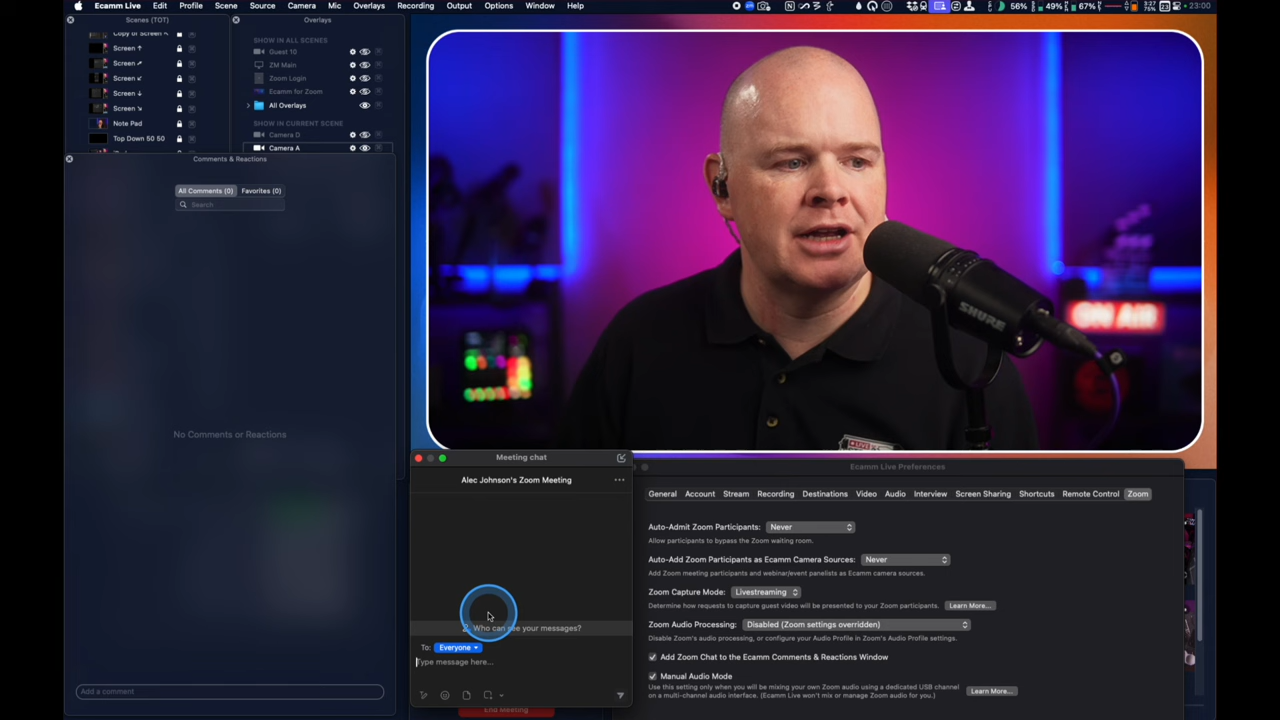 Ecamm Live Edit Profile Scene Source Camera Mic Overlays Recording Output Options Window Help
56% 49% 67% 23:00
Scenes (TOT)
Copy of Screen
Screen ↑
Screen ↗
Screen ↙
Screen ↓
Screen ↘
Note Pad
Top Down 50 50
Overlays
SHOW IN ALL SCENES
Guest 10
ZM Main
Zoom Login
Ecamm for Zoom
All Overlays
SHOW IN CURRENT SCENE
Camera D
Camera A
Comments & Reactions
All Comments (0) Favorites (0)
Search
No Comments or Reactions
Add a comment
SHURE
ON AIR
LIVE
Meeting chat
Alec Johnson's Zoom Meeting
Who can see your messages?
To: Everyone
Type message here...
End Meeting
Ecamm Live Preferences
General Account Stream Recording Destinations Video Audio Interview Screen Sharing Shortcuts Remote Control Zoom
Auto-Admit Zoom Participants: Never
Allow participants to bypass the Zoom waiting room.
Auto-Add Zoom Participants as Ecamm Camera Sources: Never
Add Zoom meeting participants and webinar/event panelists as Ecamm camera sources.
Zoom Capture Mode: Livestreaming
Determine how requests to capture guest video will be presented to your Zoom participants. Learn More...
Zoom Audio Processing: Disabled (Zoom settings overridden)
Disable Zoom's audio processing, or configure your Audio Profile in Zoom's Audio Profile settings.
Add Zoom Chat to the Ecamm Comments & Reactions Window
Manual Audio Mode
Use this setting only when you will be mixing your own Zoom audio using a dedicated USB channel
on a multi-channel audio interface. (Ecamm Live won't mix or manage Zoom audio for you.) Learn More...